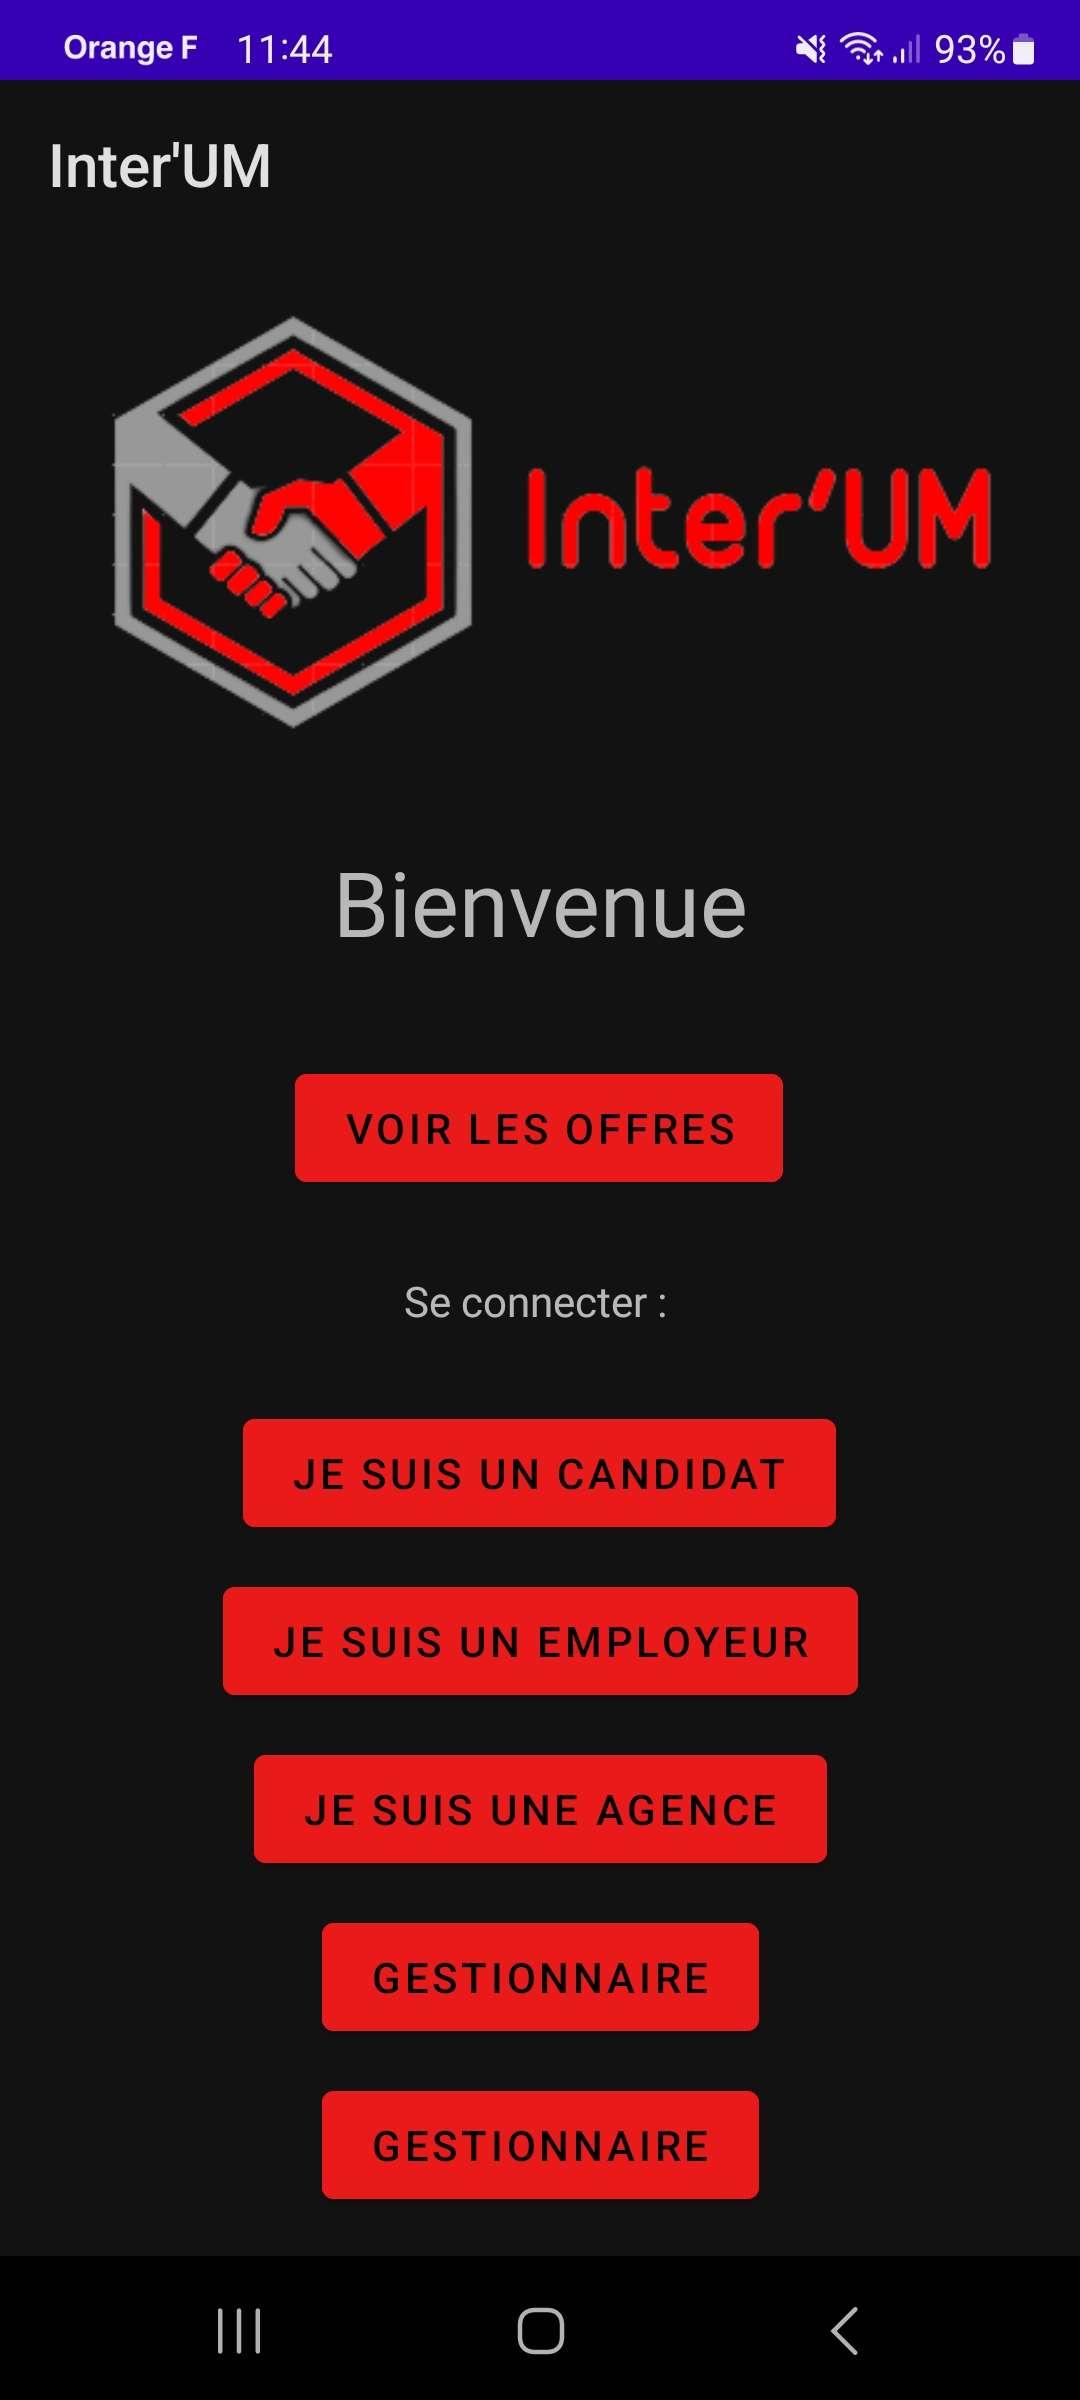 Orange F 11:44 93%
Inter'UM
Inter'UM
Bienvenue
VOIR LES OFFRES
Se connecter :
JE SUIS UN CANDIDAT
JE SUIS UN EMPLOYEUR
JE SUIS UNE AGENCE
GESTIONNAIRE
GESTIONNAIRE